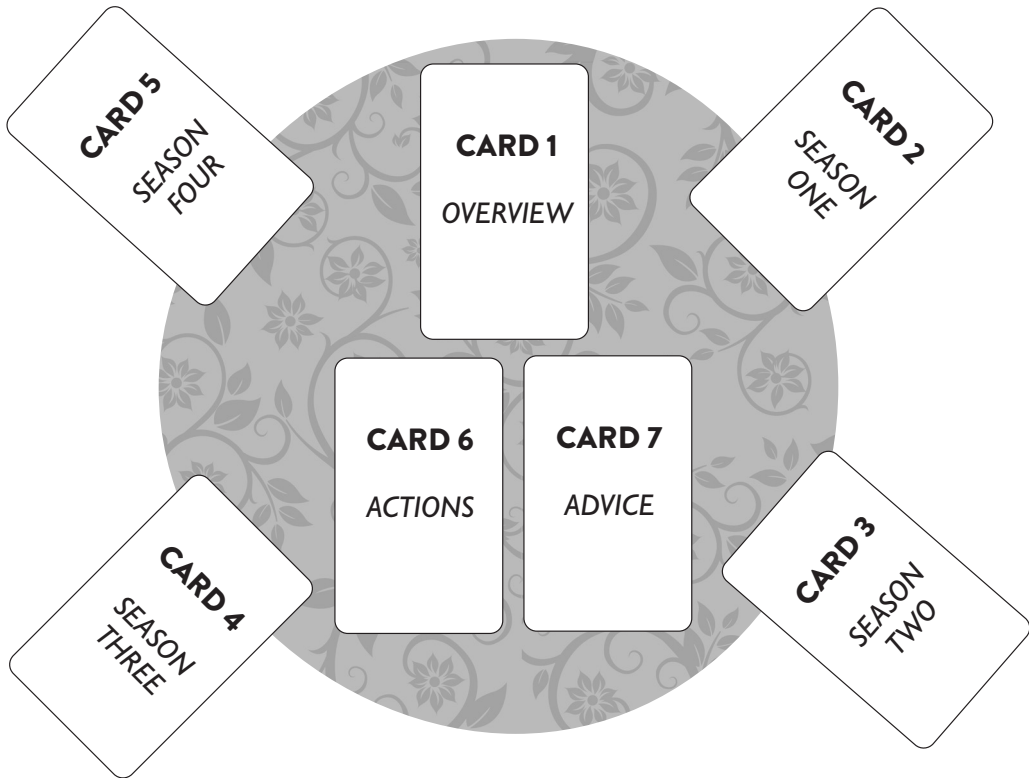 CARD 1
OVERVIEW
CARD 2
SEASON
ONE
CARD 3
SEASON
TWO
CARD 4
SEASON
THREE
CARD 5
SEASON
FOUR
CARD 6
ACTIONS
CARD 7
ADVICE